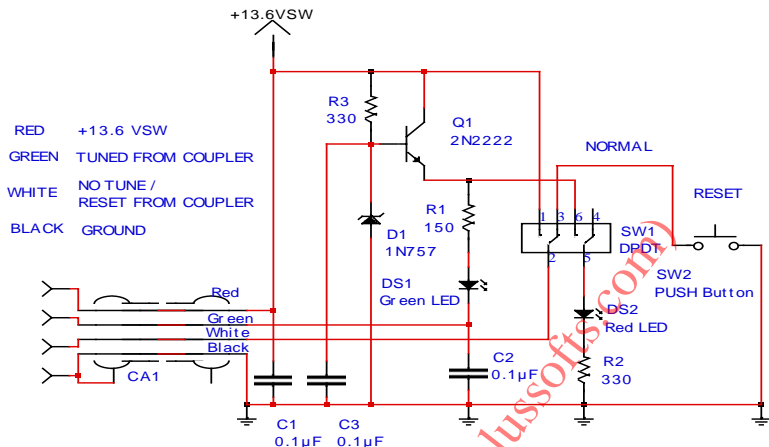 +13.6VSW
R3
330
Q1
2N2222
RED +13.6 VSW
GREEN TUNED FROM COUPLER
WHITE NO TUNE /
RESET FROM COUPLER
BLACK GROUND
NORMAL
RESET
R1
150
D1
1N757
1 3 6 4
SW1
DPDT
2 5
SW2
PUSH Button
DS1
Green LED
DS2
Red LED
Red
Green
White
Black
CA1
C2
0.1µF
R2
330
C1
0.1µF
C3
0.1µF
lussofts.com)